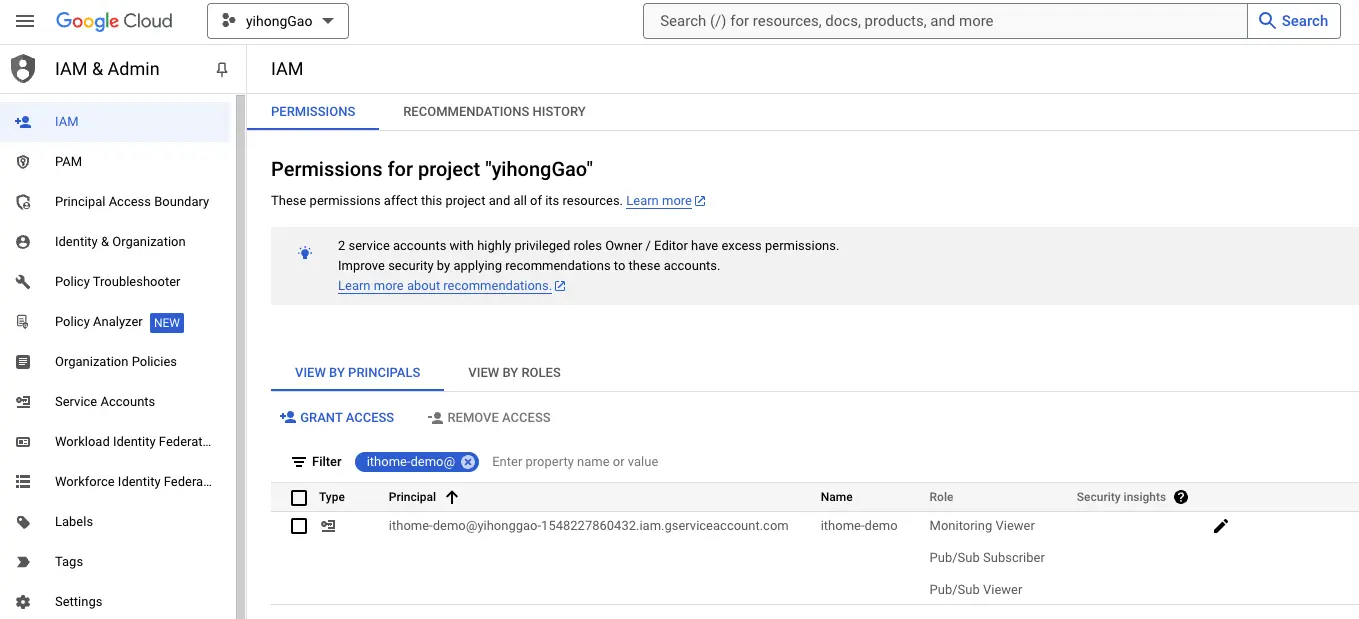 Google Cloud
yihongGao
Search (/) for resources, docs, products, and more
Search
IAM & Admin
IAM
PAM
Principal Access Boundary
Identity & Organization
Policy Troubleshooter
Policy Analyzer NEW
Organization Policies
Service Accounts
Workload Identity Federat...
Workforce Identity Federa...
Labels
Tags
Settings
IAM
PERMISSIONS RECOMMENDATIONS HISTORY
Permissions for project "yihongGao"
These permissions affect this project and all of its resources. Learn more
2 service accounts with highly privileged roles Owner / Editor have excess permissions.
Improve security by applying recommendations to these accounts.
Learn more about recommendations.
VIEW BY PRINCIPALS VIEW BY ROLES
GRANT ACCESS REMOVE ACCESS
Filter ithome-demo@ Enter property name or value
Type Principal Name Role Security insights ?
ithome-demo@yihonggao-1548227860432.iam.gserviceaccount.com ithome-demo Monitoring Viewer
Pub/Sub Subscriber
Pub/Sub Viewer